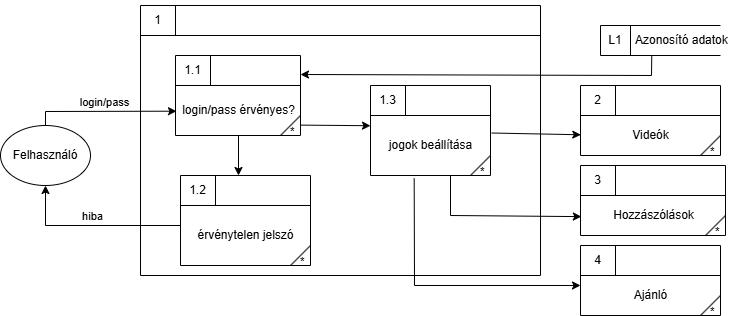 1
L1 Azonosító adatok
1.1
login/pass érvényes?
*
1.3
jogok beállítása
*
2
Videók
*
login/pass
Felhasználó
hiba
1.2
érvénytelen jelszó
*
3
Hozzászólások
*
4
Ajánló
*